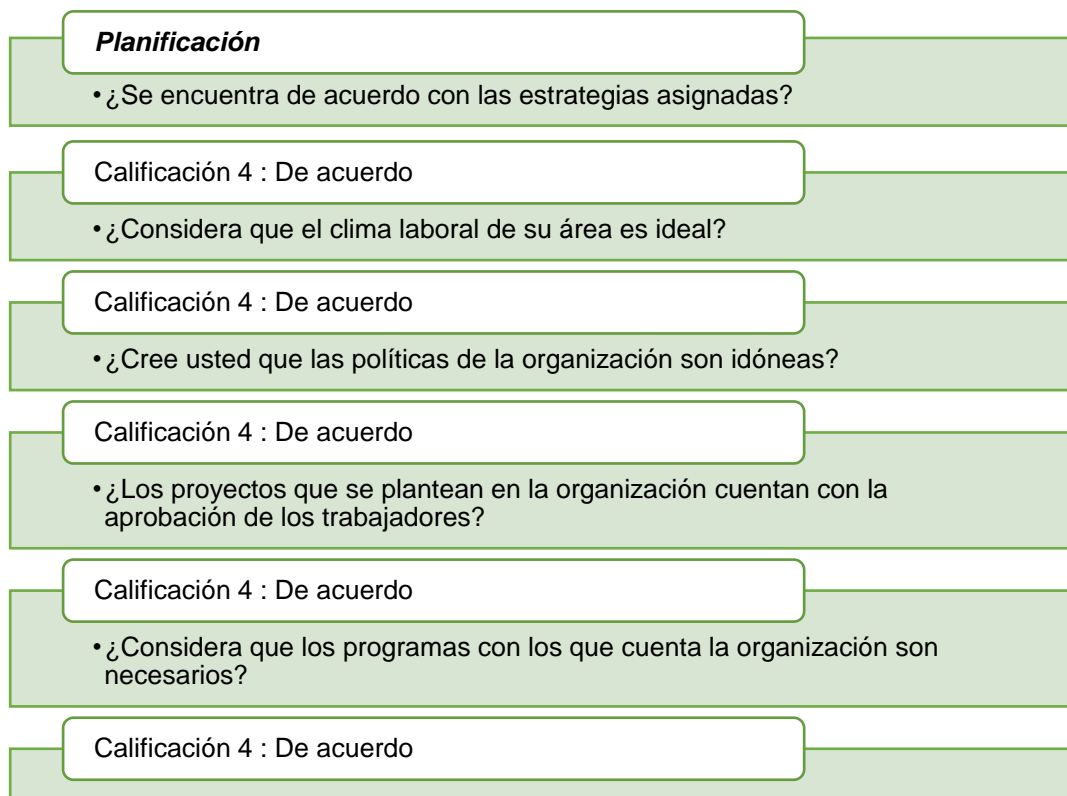 Planificación
•¿Se encuentra de acuerdo con las estrategias asignadas?
Calificación 4 : De acuerdo
•¿Considera que el clima laboral de su área es ideal?
Calificación 4 : De acuerdo
•¿Cree usted que las políticas de la organización son idóneas?
Calificación 4 : De acuerdo
•¿Los proyectos que se plantean en la organización cuentan con la
aprobación de los trabajadores?
Calificación 4 : De acuerdo
•¿Considera que los programas con los que cuenta la organización son
necesarios?
Calificación 4 : De acuerdo